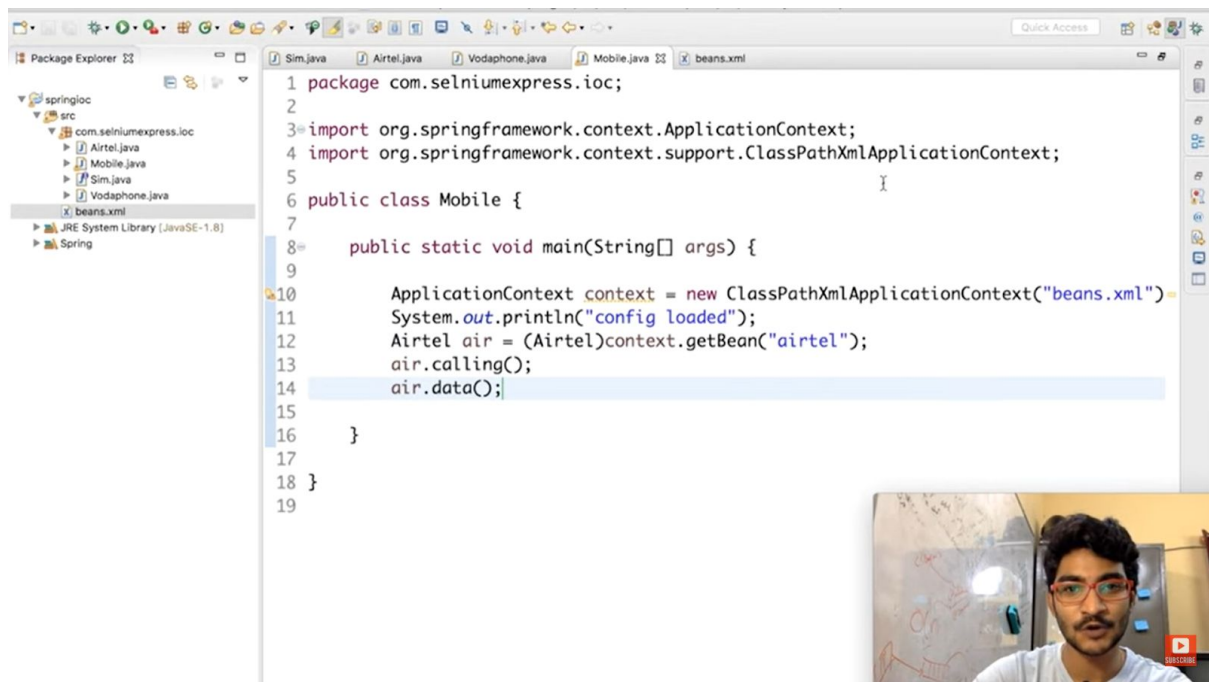 Quick Access
Package Explorer
springioc
src
com.selniumexpress.ioc
Airtel.java
Mobile.java
Sim.java
Vodaphone.java
beans.xml
JRE System Library [JavaSE-1.8]
Spring
Sim.java Airtel.java Vodaphone.java Mobile.java beans.xml
1 package com.selniumexpress.ioc;
2
3 import org.springframework.context.ApplicationContext;
4 import org.springframework.context.support.ClassPathXmlApplicationContext;
5
6 public class Mobile {
7
8 public static void main(String[] args) {
9
10 ApplicationContext context = new ClassPathXmlApplicationContext("beans.xml")
11 System.out.println("config loaded");
12 Airtel air = (Airtel)context.getBean("airtel");
13 air.calling();
14 air.data();
15
16 }
17
18 }
19
SUBSCRIBE